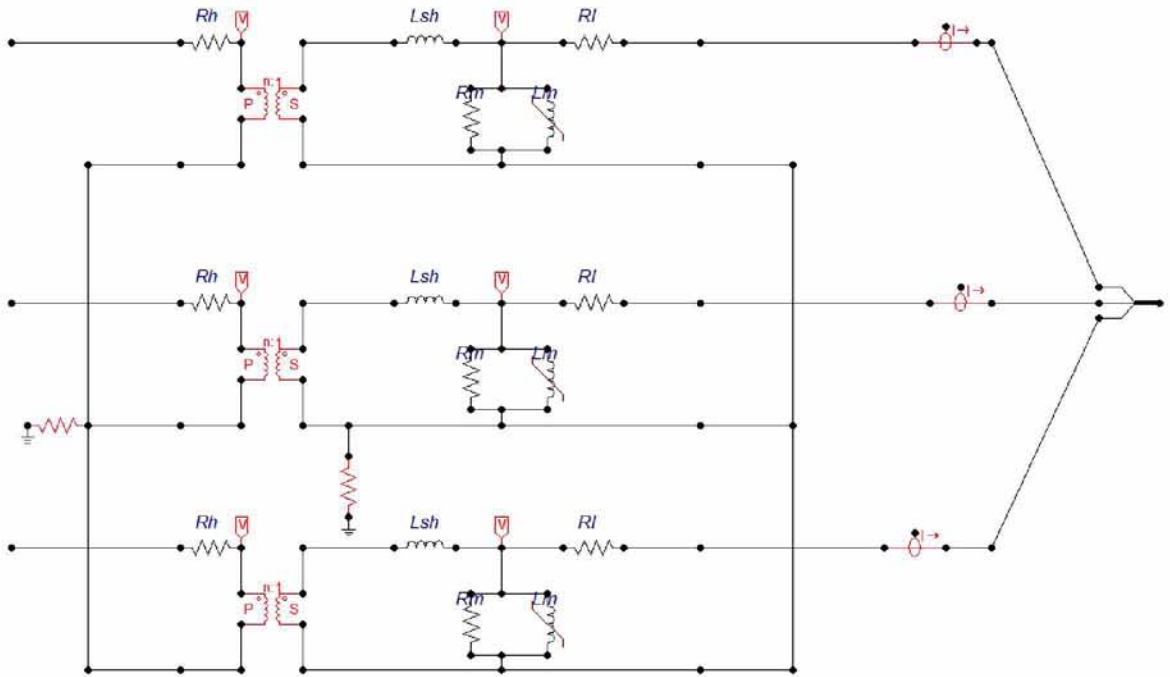 Rh V Lsh V Rl I→
n:1
P S Rm Lm
Rh V Lsh V Rl I→
n:1
P S Rm Lm
Rh V Lsh V Rl I→
n:1
P S Rm Lm